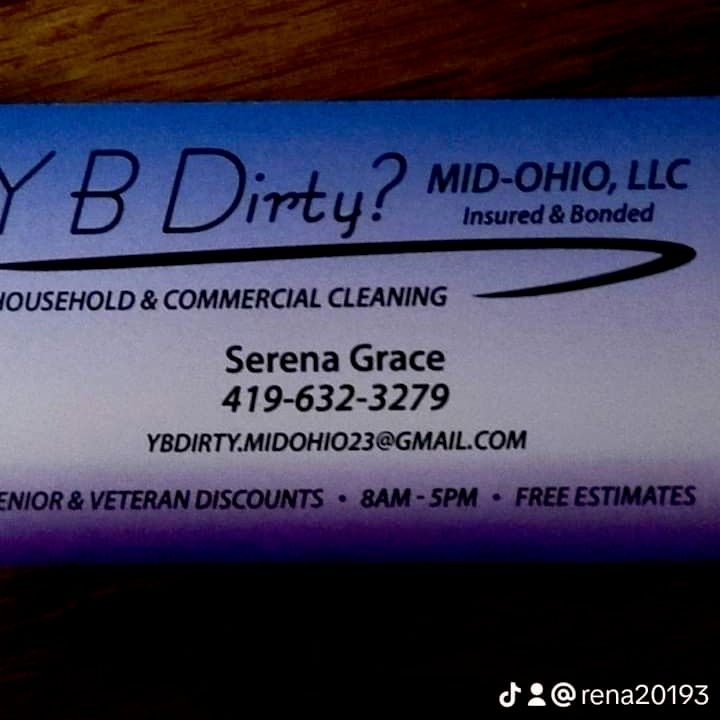 Y B Dirty? MID-OHIO, LLC
Insured & Bonded
HOUSEHOLD & COMMERCIAL CLEANING
Serena Grace
419-632-3279
YBDIRTY.MIDOHIO23@GMAIL.COM
ENIOR & VETERAN DISCOUNTS • 8AM - 5PM • FREE ESTIMATES
@rena20193